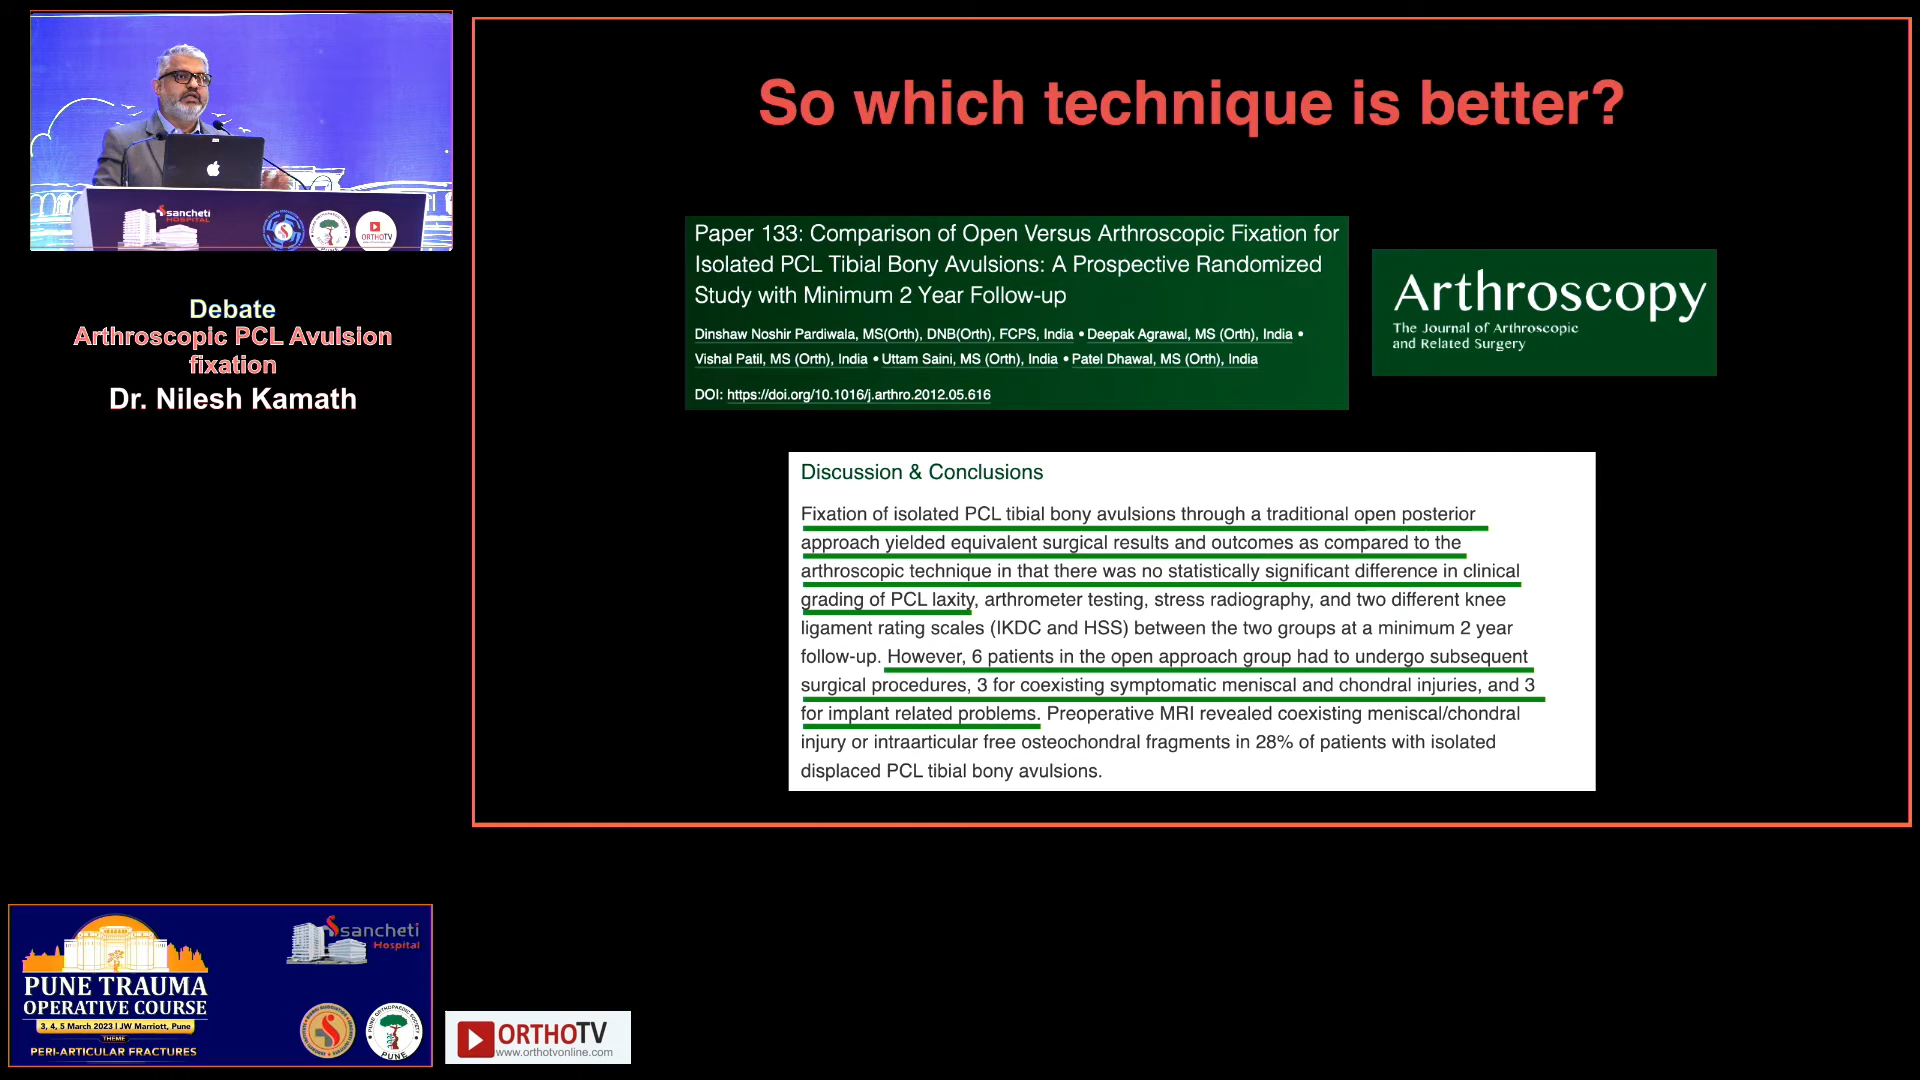 So which technique is better?
Paper 133: Comparison of Open Versus Arthroscopic Fixation for
Isolated PCL Tibial Bony Avulsions: A Prospective Randomized
Study with Minimum 2 Year Follow-up
Dinshaw Noshir Pardiwala, MS(Orth), DNB(Orth), FCPS, India • Deepak Agrawal, MS (Orth), India •
Vishal Patil, MS (Orth), India • Uttam Saini, MS (Orth), India • Patel Dhawal, MS (Orth), India
DOI: https://doi.org/10.1016/j.arthro.2012.05.616
Arthroscopy
The Journal of Arthroscopic
and Related Surgery
Discussion & Conclusions
Fixation of isolated PCL tibial bony avulsions through a traditional open posterior
approach yielded equivalent surgical results and outcomes as compared to the
arthroscopic technique in that there was no statistically significant difference in clinical
grading of PCL laxity, arthrometer testing, stress radiography, and two different knee
ligament rating scales (IKDC and HSS) between the two groups at a minimum 2 year
follow-up. However, 6 patients in the open approach group had to undergo subsequent
surgical procedures, 3 for coexisting symptomatic meniscal and chondral injuries, and 3
for implant related problems. Preoperative MRI revealed coexisting meniscal/chondral
injury or intraarticular free osteochondral fragments in 28% of patients with isolated
displaced PCL tibial bony avulsions.
sancheti
HOSPITAL
ORTHOTV
Debate
Arthroscopic PCL Avulsion
fixation
Dr. Nilesh Kamath
PUNE TRAUMA
OPERATIVE COURSE
3, 4, 5 March 2023 | JW Marriott, Pune
THEME
PERI-ARTICULAR FRACTURES
sancheti
Hospital
PUNE ORTHOPAEDIC SOCIETY
PUNE
ORTHOTV
www.orthotvonline.com